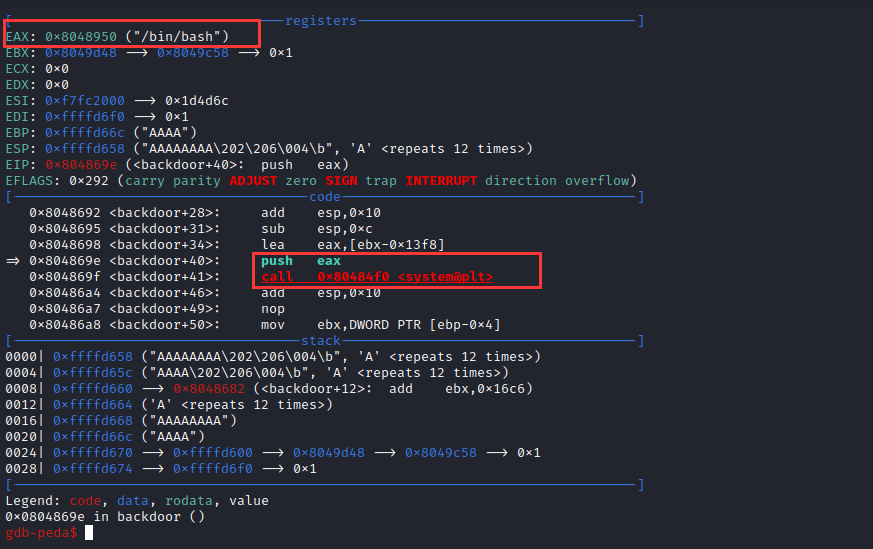 [ registers ]
EAX: 0x8048950 ("/bin/bash")
EBX: 0x8049d48 --> 0x8049c58 --> 0x1
ECX: 0x0
EDX: 0x0
ESI: 0xf7fc2000 --> 0x1d4d6c
EDI: 0xffffd6f0 --> 0x1
EBP: 0xffffd66c ("AAAA")
ESP: 0xffffd658 ("AAAAAAAA\202\206\004\b", 'A' <repeats 12 times>)
EIP: 0x804869e (<backdoor+40>: push eax)
EFLAGS: 0x292 (carry parity ADJUST zero SIGN trap INTERRUPT direction overflow)
[ code ]
0x8048692 <backdoor+28>: add esp,0x10
0x8048695 <backdoor+31>: sub esp,0xc
0x8048698 <backdoor+34>: lea eax,[ebx-0x13f8]
=> 0x804869e <backdoor+40>: push eax
0x804869f <backdoor+41>: call 0x80484f0 <system@plt>
0x80486a4 <backdoor+46>: add esp,0x10
0x80486a7 <backdoor+49>: nop
0x80486a8 <backdoor+50>: mov ebx,DWORD PTR [ebp-0x4]
[ stack ]
0000| 0xffffd658 ("AAAAAAAA\202\206\004\b", 'A' <repeats 12 times>)
0004| 0xffffd65c ("AAAA\202\206\004\b", 'A' <repeats 12 times>)
0008| 0xffffd660 --> 0x8048682 (<backdoor+12>: add ebx,0x16c6)
0012| 0xffffd664 ('A' <repeats 12 times>)
0016| 0xffffd668 ("AAAAAAAA")
0020| 0xffffd66c ("AAAA")
0024| 0xffffd670 --> 0xffffd600 --> 0x8049d48 --> 0x8049c58 --> 0x1
0028| 0xffffd674 --> 0xffffd6f0 --> 0x1
[ ]
Legend: code, data, rodata, value
0x0804869e in backdoor ()
gdb-peda$